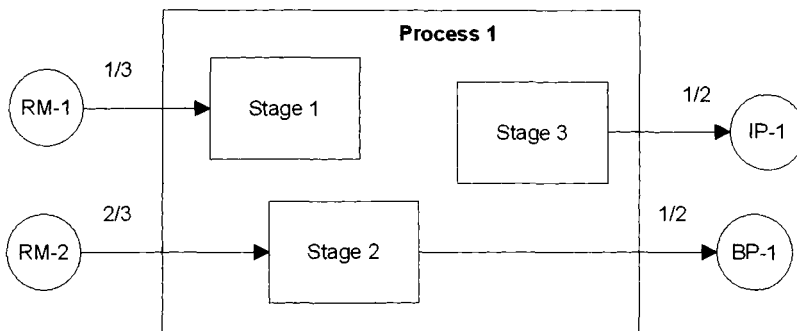 Process 1
1/3
RM-1
Stage 1
Stage 3
1/2
IP-1
2/3
RM-2
Stage 2
1/2
BP-1